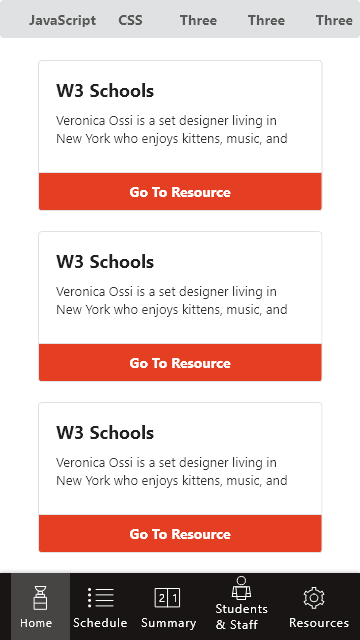 JavaScript CSS Three Three Three
W3 Schools
Veronica Ossi is a set designer living in
New York who enjoys kittens, music, and
Go To Resource
W3 Schools
Veronica Ossi is a set designer living in
New York who enjoys kittens, music, and
Go To Resource
W3 Schools
Veronica Ossi is a set designer living in
New York who enjoys kittens, music, and
Go To Resource
2 1
Home Schedule Summary Students & Staff Resources